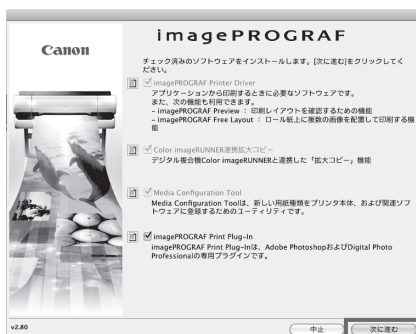 Canon
imagePROGRAF
チェック済みのソフトウェアをインストールします。[次に進む]をクリックしてく
ださい。
imagePROGRAF Printer Driver
アプリケーションから印刷するときに必要なソフトウェアです。
また、次の機能も利用できます。
– imagePROGRAF Preview ： 印刷レイアウトを確認するための機能
– imagePROGRAF Free Layout ： ロール紙上に複数の画像を配置して印刷する機
能
Color imageRUNNER連携拡大コピー
デジタル複合機Color imageRUNNERと連携した「拡大コピー」機能
Media Configuration Tool
Media Configuration Toolは、新しい用紙種類をプリンタ本体、および関連ソフ
トウェアに登録するためのユーティリティです。
imagePROGRAF Print Plug-In
imagePROGRAF Print Plug-Inは、Adobe PhotoshopおよびDigital Photo
Professionalの専用プラグインです。
v2.80
中止
次に進む